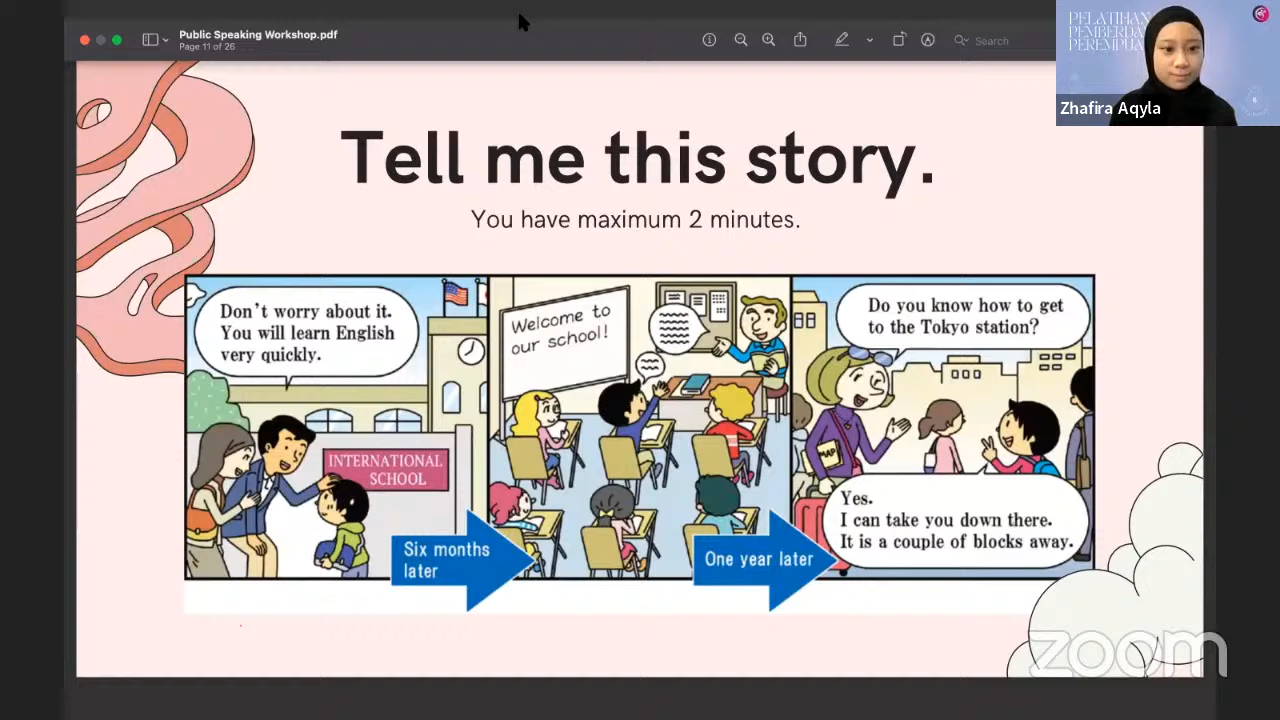 Public Speaking Workshop.pdf
Page 11 of 26
Search
PELATIHAN
Zhafira Aqyla
Tell me this story.
You have maximum 2 minutes.
Don't worry about it.
You will learn English
very quickly.
INTERNATIONAL
SCHOOL
Six months
later
Welcome to
our school!
One year later
Do you know how to get
to the Tokyo station?
MAP
Yes.
I can take you down there.
It is a couple of blocks away.
zoom